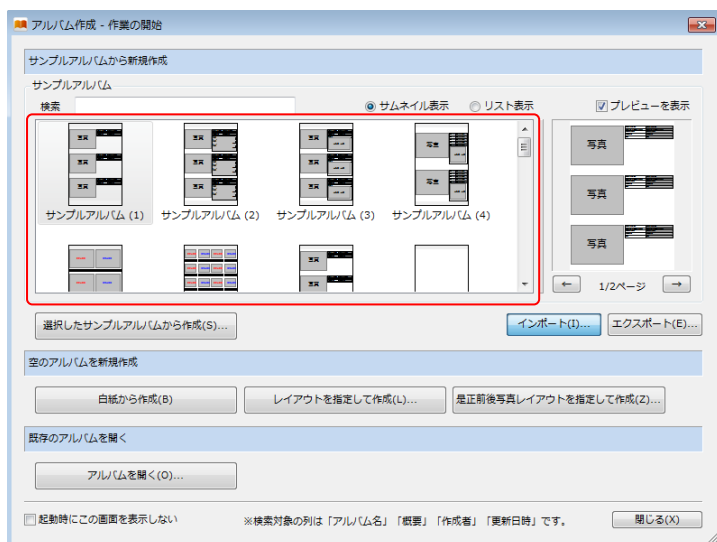 アルバム作成 - 作業の開始
サンプルアルバムから新規作成
サンプルアルバム
検索
サムネイル表示 リスト表示 プレビューを表示
写真 写真 写真 写真
写真 写真 写真
写真 写真 写真 写真
サンプルアルバム (1) サンプルアルバム (2) サンプルアルバム (3) サンプルアルバム (4)
写真
写真
写真
写真
写真
← 1/2ページ →
選択したサンプルアルバムから作成(S)... インポート(I)... エクスポート(E)...
空のアルバムを新規作成
白紙から作成(B) レイアウトを指定して作成(L)... 是正前後写真レイアウトを指定して作成(Z)...
既存のアルバムを開く
アルバムを開く(O)...
起動時にこの画面を表示しない ※検索対象の列は「アルバム名」「概要」「作成者」「更新日時」です。 閉じる(X)